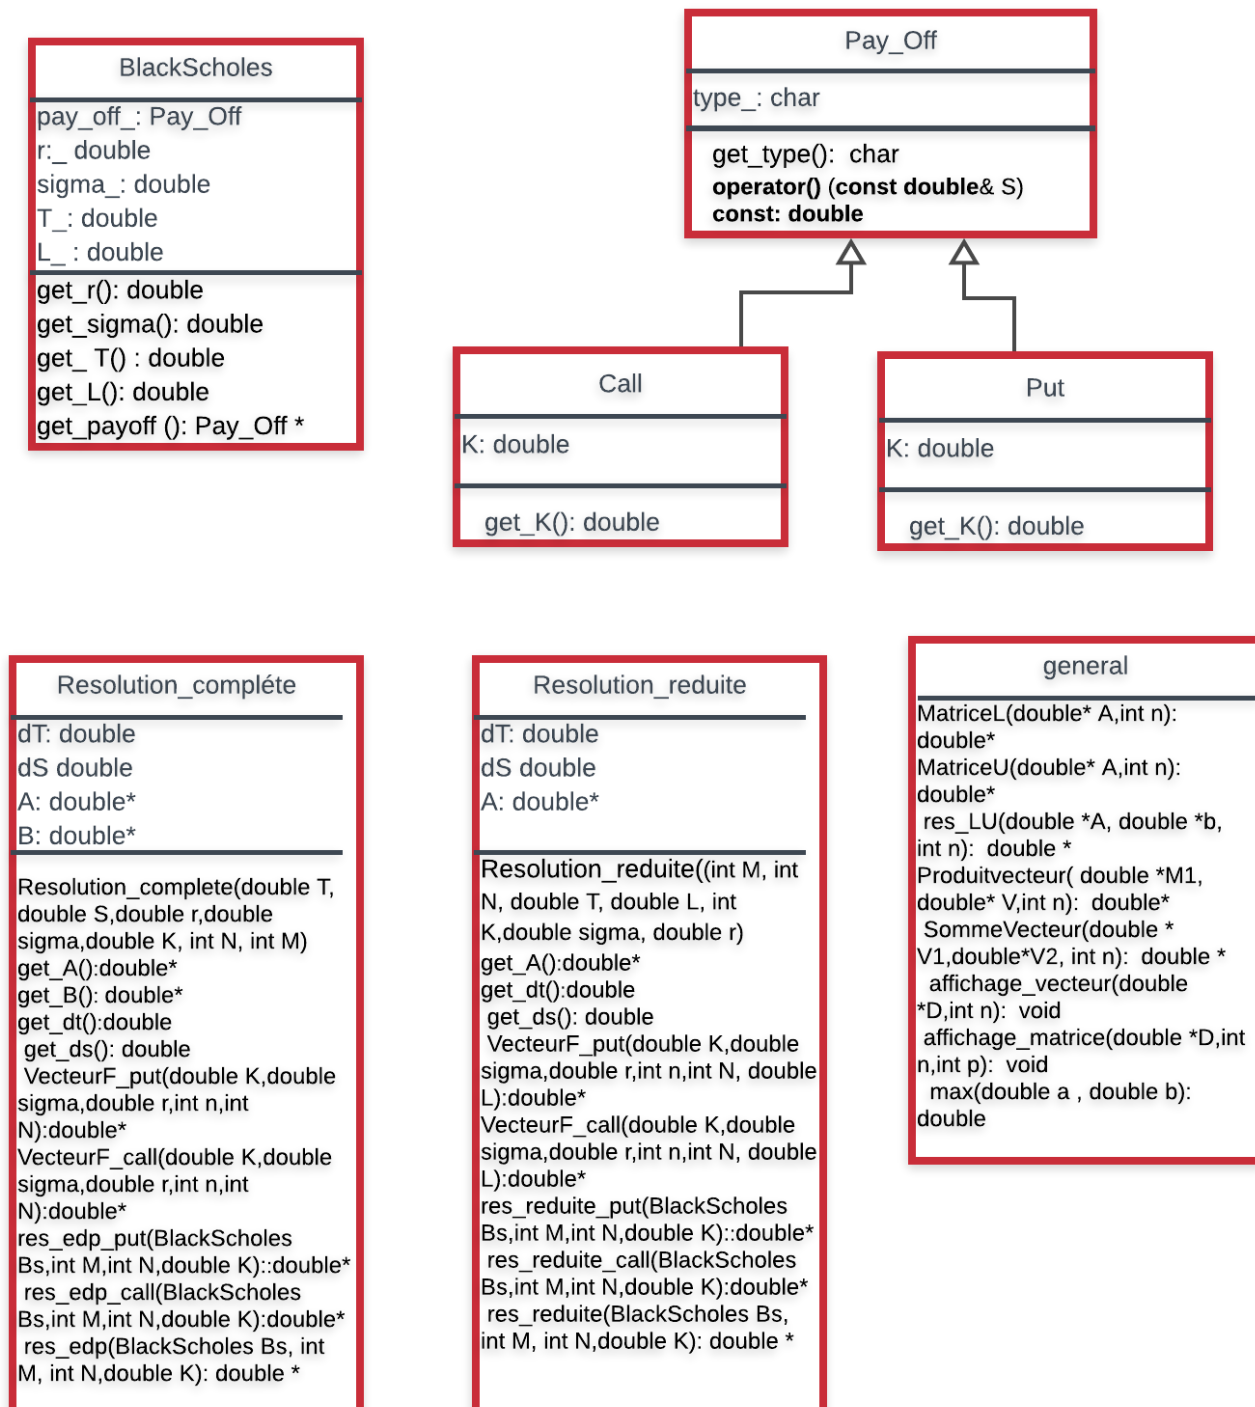 BlackScholes
pay_off_: Pay_Off
r:_ double
sigma_: double
T_: double
L_ : double
get_r(): double
get_sigma(): double
get_ T() : double
get_L(): double
get_payoff (): Pay_Off *
Pay_Off
type_: char
get_type():  char
operator() (const double& S)
const: double
Call
K: double
get_K(): double
Put
K: double
get_K(): double
Resolution_compléte
dT: double
dS double
A: double*
B: double*
Resolution_complete(double T,
double S,double r,double
sigma,double K, int N, int M)
get_A():double*
get_B(): double*
get_dt():double
get_ds(): double
VecteurF_put(double K,double
sigma,double r,int n,int
N):double*
VecteurF_call(double K,double
sigma,double r,int n,int
N):double*
res_edp_put(BlackScholes
Bs,int M,int N,double K)::double*
res_edp_call(BlackScholes
Bs,int M,int N,double K):double*
res_edp(BlackScholes Bs, int
M, int N,double K): double *
Resolution_reduite
dT: double
dS double
A: double*
Resolution_reduite((int M, int
N, double T, double L, int
K,double sigma, double r)
get_A():double*
get_dt():double
get_ds(): double
VecteurF_put(double K,double
sigma,double r,int n,int N, double
L):double*
VecteurF_call(double K,double
sigma,double r,int n,int N, double
L):double*
res_reduite_put(BlackScholes
Bs,int M,int N,double K)::double*
res_reduite_call(BlackScholes
Bs,int M,int N,double K):double*
res_reduite(BlackScholes Bs,
int M, int N,double K): double *
general
MatriceL(double* A,int n):
double*
MatriceU(double* A,int n):
double*
res_LU(double *A, double *b,
int n):  double *
Produitvecteur( double *M1,
double* V,int n):  double*
SommeVecteur(double *
V1,double*V2, int n):  double *
affichage_vecteur(double
*D,int n):  void
affichage_matrice(double *D,int
n,int p):  void
max(double a , double b):
double